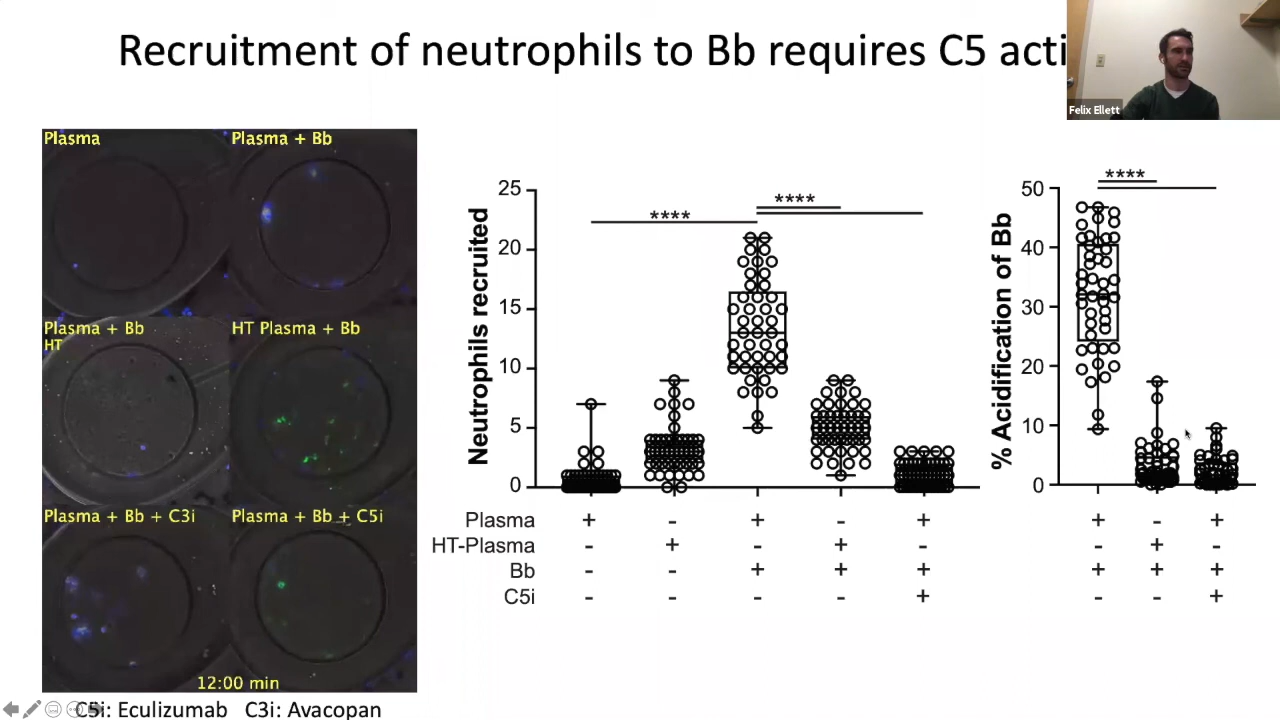 Recruitment of neutrophils to Bb requires C5 acti
Felix Ellett
Plasma
Plasma + Bb
Plasma + Bb
HT
HT Plasma + Bb
Plasma + Bb + C3i
Plasma + Bb + C5i
12:00 min
C5i: Eculizumab C3i: Avacopan
Neutrophils recruited
25
20
15
10
5
0
****
****
Plasma + - + - +
HT-Plasma - + - + -
Bb - - + + +
C5i - - - - +
% Acidification of Bb
50
40
30
20
10
0
****
+ - +
- + -
+ + +
- - +